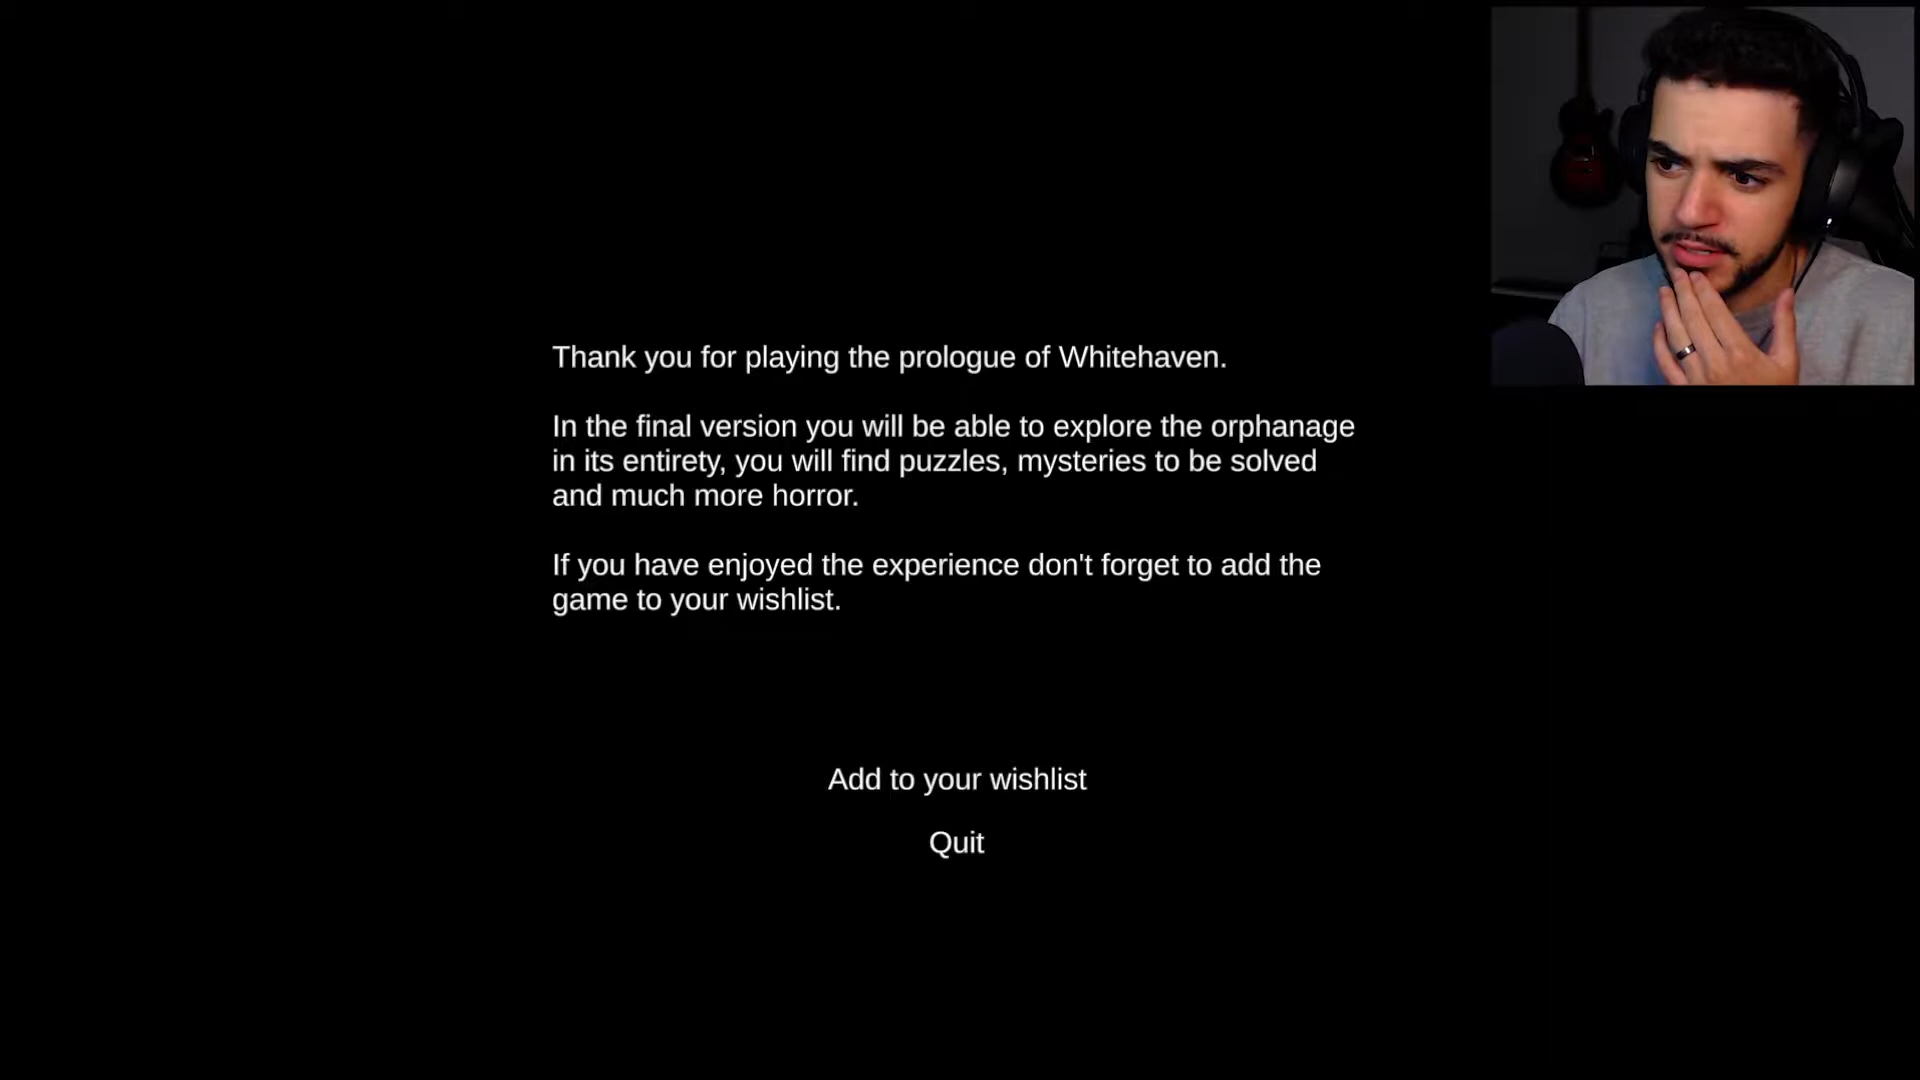 Thank you for playing the prologue of Whitehaven.
In the final version you will be able to explore the orphanage
in its entirety, you will find puzzles, mysteries to be solved
and much more horror.
If you have enjoyed the experience don't forget to add the
game to your wishlist.
Add to your wishlist
Quit